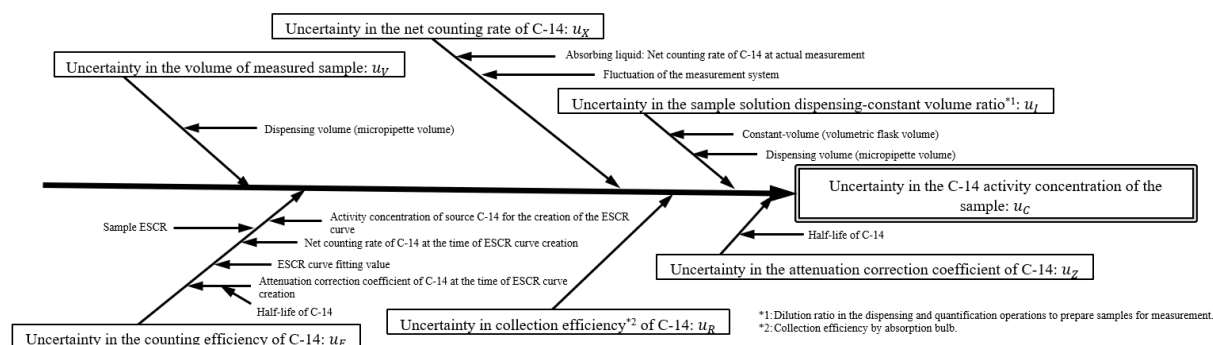 Uncertainty in the net counting rate of C-14: u_X
Absorbing liquid: Net counting rate of C-14 at actual measurement
Fluctuation of the measurement system
Uncertainty in the volume of measured sample: u_V
Dispensing volume (micropipette volume)
Uncertainty in the sample solution dispensing-constant volume ratio*1: u_I
Constant-volume (volumetric flask volume)
Dispensing volume (micropipette volume)
Uncertainty in the C-14 activity concentration of the
sample: u_C
Sample ESCR
Activity concentration of source C-14 for the creation of the ESCR
curve
Net counting rate of C-14 at the time of ESCR curve creation
ESCR curve fitting value
Attenuation correction coefficient of C-14 at the time of ESCR curve
creation
Half-life of C-14
Uncertainty in the counting efficiency of C-14: u_E
Uncertainty in collection efficiency*2 of C-14: u_R
Half-life of C-14
Uncertainty in the attenuation correction coefficient of C-14: u_Z
*1: Dilution ratio in the dispensing and quantification operations to prepare samples for measurement.
*2: Collection efficiency by absorption bulb.